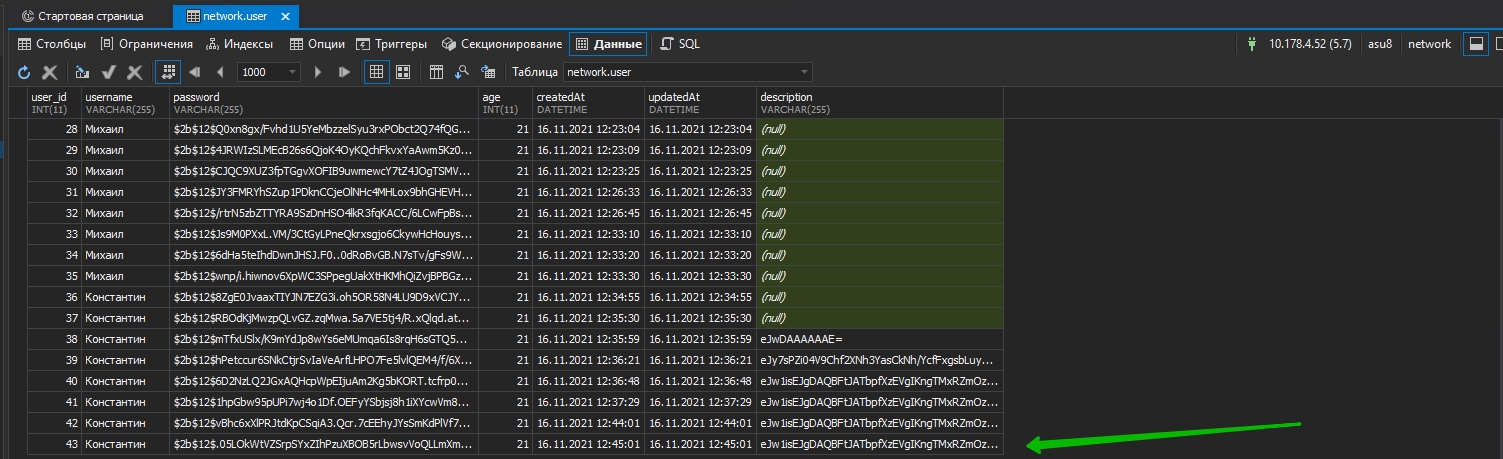 Стартовая страница network.user
Столбцы Ограничения Индексы Опции Триггеры Секционирование Данные SQL 10.178.4.52 (5.7) asu8 network
1000 Таблица network.user
user_id username password age createdAt updatedAt description
INT(11) VARCHAR(255) VARCHAR(255) INT(11) DATETIME DATETIME VARCHAR(255)
28 Михаил $2b$12$Q0xn8gx/Fvhd1U5YeMbzzelSyu3rxPObct2Q74fQG... 21 16.11.2021 12:23:04 16.11.2021 12:23:04 (null)
29 Михаил $2b$12$4JRWIzSLMEcB26s6QjoK4OyKQchFkvxYaAwm5Kz0... 21 16.11.2021 12:23:09 16.11.2021 12:23:09 (null)
30 Михаил $2b$12$CJQC9XUZ3fpTGgvXOFIB9uwmewcY7tZ4JOgTSMV... 21 16.11.2021 12:23:25 16.11.2021 12:23:25 (null)
31 Михаил $2b$12$JY3FMRYhSZup1PDknCCjeOlNHc4MHLox9bhGHEVH... 21 16.11.2021 12:26:33 16.11.2021 12:26:33 (null)
32 Михаил $2b$12$/rtrN5zbZTTYRA9SzDnHSO4lkR3fqKACC/6LCwFpBs... 21 16.11.2021 12:26:45 16.11.2021 12:26:45 (null)
33 Михаил $2b$12$Js9M0PXxL.VM/3CtGyLPneQkrxsgjo6CkywHcHouys... 21 16.11.2021 12:33:10 16.11.2021 12:33:10 (null)
34 Михаил $2b$12$6dHa5teIhdDwnJHSJ.F0..0dRoBvGB.N7sTv/gFs9W... 21 16.11.2021 12:33:20 16.11.2021 12:33:20 (null)
35 Михаил $2b$12$wnp/i.hiwnov6XpWC3SPpegUakXtHKMhQiZvjBPBGz... 21 16.11.2021 12:33:30 16.11.2021 12:33:30 (null)
36 Константин $2b$12$8ZgE0JvaaxTIYJN7EZG3i.oh5OR58N4LU9D9xVCJY... 21 16.11.2021 12:34:55 16.11.2021 12:34:55 (null)
37 Константин $2b$12$RBOdKjMwzpQLvGZ.zqMwa.5a7VE5tj4/R.xQlqd.at... 21 16.11.2021 12:35:30 16.11.2021 12:35:30 (null)
38 Константин $2b$12$mTfxUSlx/K9mYdJp8wYs6eMUmqa6Is8rqH6sGTQ5... 21 16.11.2021 12:35:59 16.11.2021 12:35:59 eJwDAAAAAAE=
39 Константин $2b$12$hPetccur6SNkCtjrSvIaVeArfLHPO7Fe5lvlQEM4/f/6X... 21 16.11.2021 12:36:21 16.11.2021 12:36:21 eJy7sPZi04V9Chf2XNh3YasCkNh/YcfFxgsbLuy...
40 Константин $2b$12$6D2NzLQ2JGxAQHcpWpEIjuAm2Kg5bKORT.tcfrp0... 21 16.11.2021 12:36:48 16.11.2021 12:36:48 eJw1isEJgDAQBFtJATbpfXzEVgIKngTMxRZmOz...
41 Константин $2b$12$1hpGbw95pUPi7wj4o1Df.OEFyYSbjsj8h1iXYcwVm8... 21 16.11.2021 12:37:29 16.11.2021 12:37:29 eJw1isEJgDAQBFtJATbpfXzEVgIKngTMxRZmOz...
42 Константин $2b$12$vBhc6xXlPRJtdKpCSqiA3.Qcr.7cEEhyJYsSmKdPlVf7... 21 16.11.2021 12:44:01 16.11.2021 12:44:01 eJw1isEJgDAQBFtJATbpfXzEVgIKngTMxRZmOz...
43 Константин $2b$12$.05LOkWtVZSrpSYxZIhPzuXBOB5rLbwsvVoQLLmXm... 21 16.11.2021 12:45:01 16.11.2021 12:45:01 eJw1isEJgDAQBFtJATbpfXzEVgIKngTMxRZmOz...